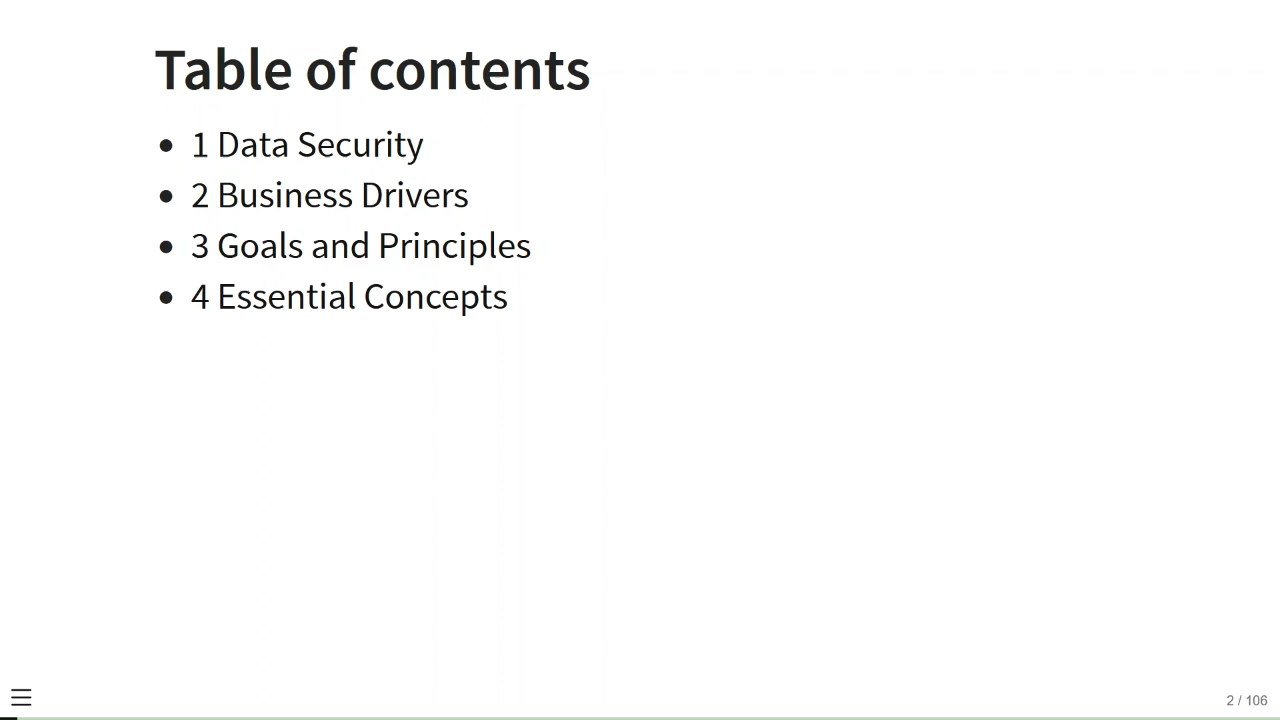 Table of contents
• 1 Data Security
• 2 Business Drivers
• 3 Goals and Principles
• 4 Essential Concepts
2 / 106